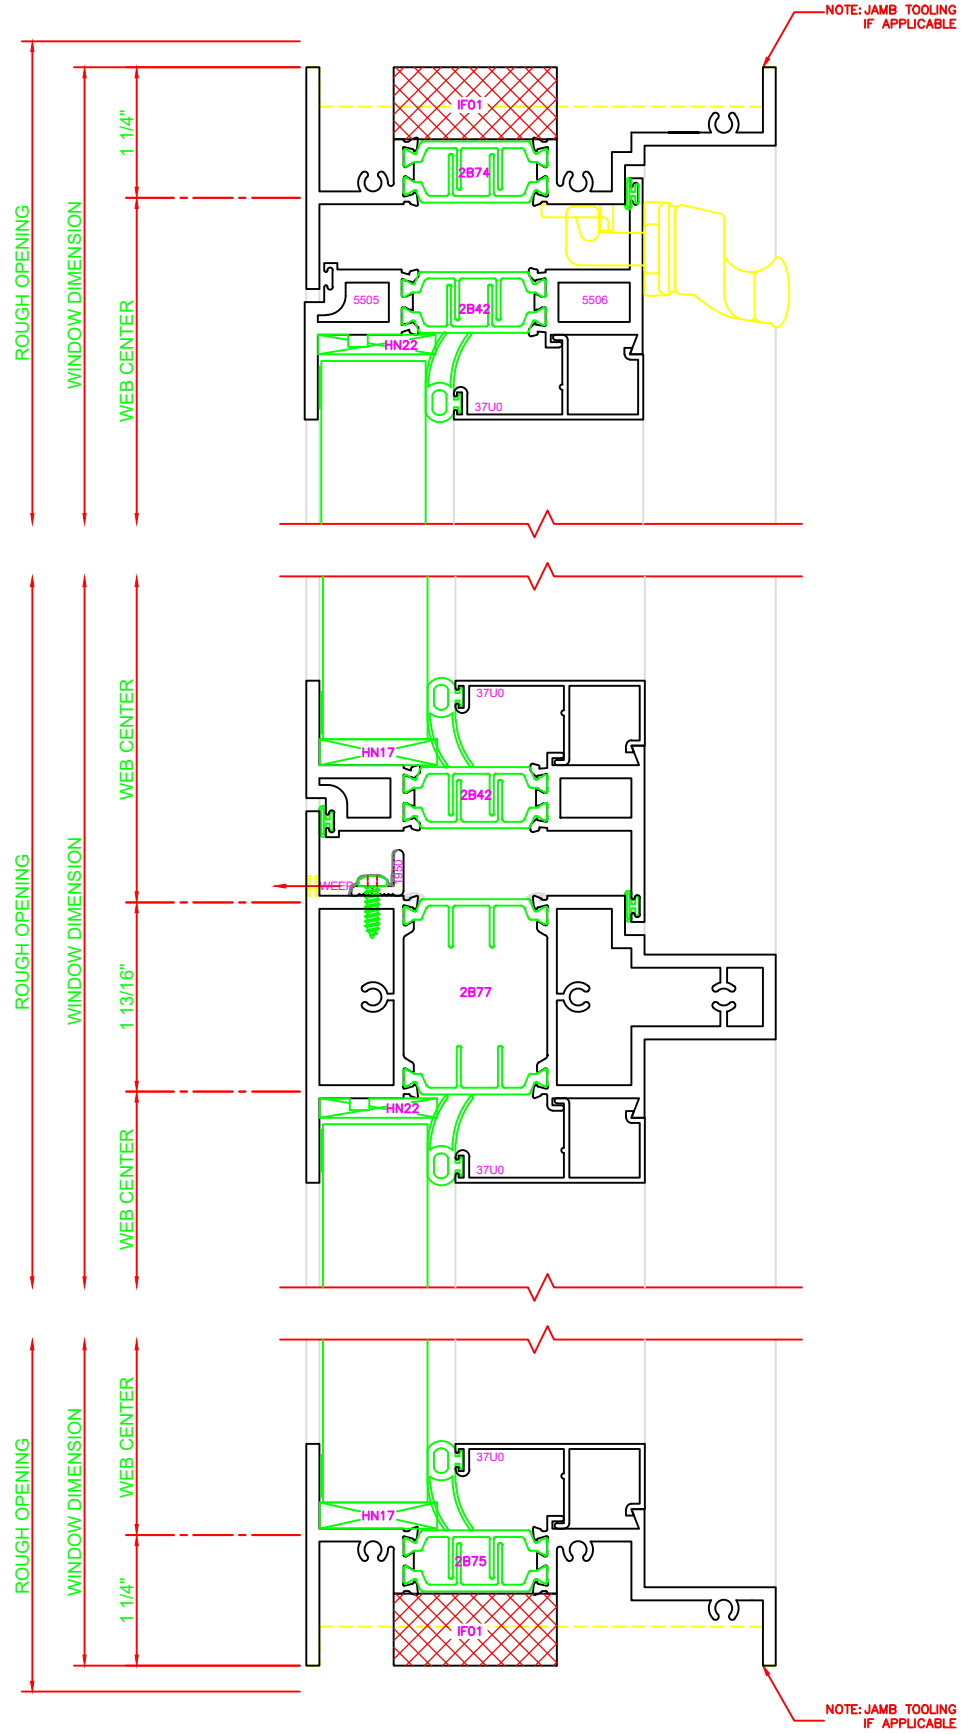 NOTE: JAMB TOOLING
IF APPLICABLE
IF01
1 1/4"
2B74
ROUGH OPENING
WINDOW DIMENSION
WEB CENTER
5505
2B42
5506
HN22
37U0
37U0
WEB CENTER
HN17
2B42
1950
WEEP
ROUGH OPENING
WINDOW DIMENSION
1 13/16"
2B77
HN22
WEB CENTER
37U0
37U0
WEB CENTER
ROUGH OPENING
WINDOW DIMENSION
HN17
2B75
1 1/4"
IF01
NOTE: JAMB TOOLING
IF APPLICABLE